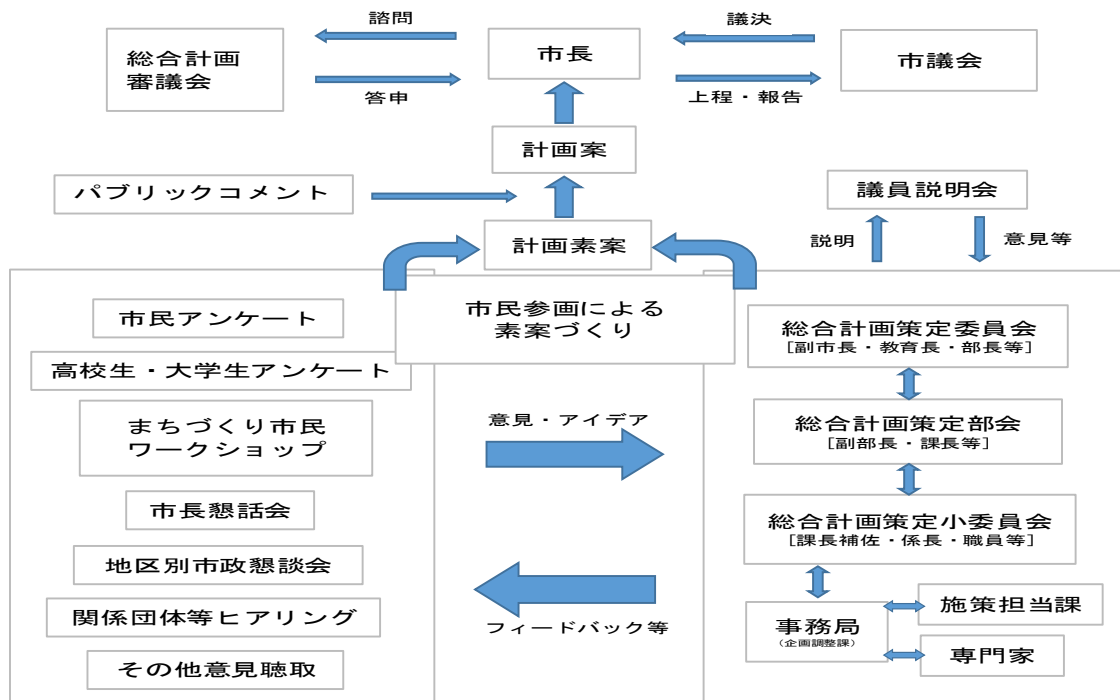 諮問
議決
総合計画
審議会
市長
市議会
答申
上程・報告
計画案
パブリックコメント
議員説明会
計画素案
説明
意見等
市民参画による
素案づくり
市民アンケート
高校生・大学生アンケート
まちづくり市民
ワークショップ
市長懇話会
地区別市政懇談会
関係団体等ヒアリング
その他意見聴取
意見・アイデア
フィードバック等
総合計画策定委員会
[副市長・教育長・部長等]
総合計画策定部会
[副部長・課長等]
総合計画策定小委員会
[課長補佐・係長・職員等]
事務局
（企画調整課）
施策担当課
専門家